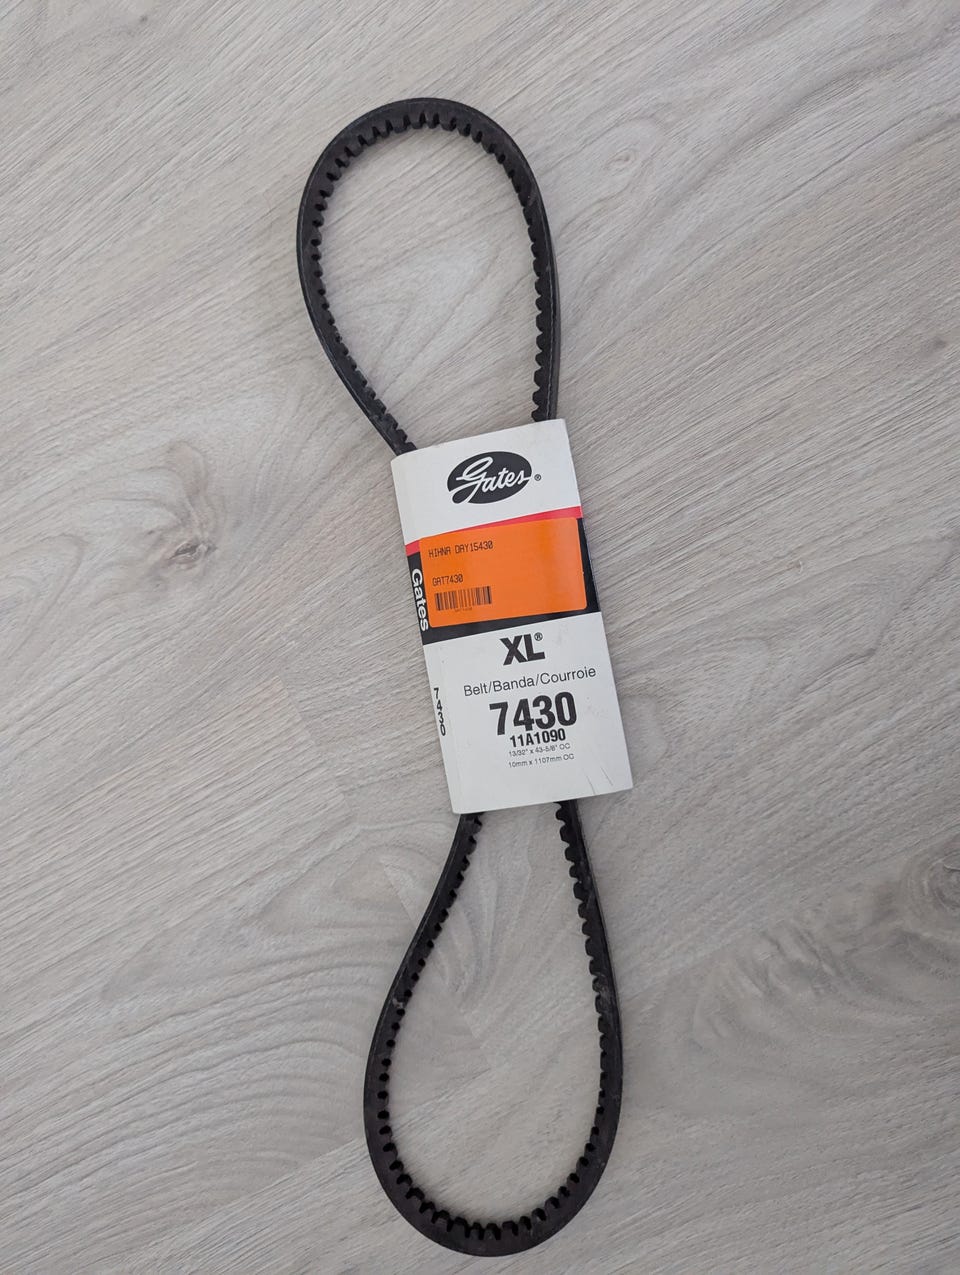 Gates®
HIHNA DAY15430
GAT7430
Gates
XL®
Belt/Banda/Courroie
7430
7430
11A1090
13/32" x 43-5/8" OC
10mm x 1107mm OC